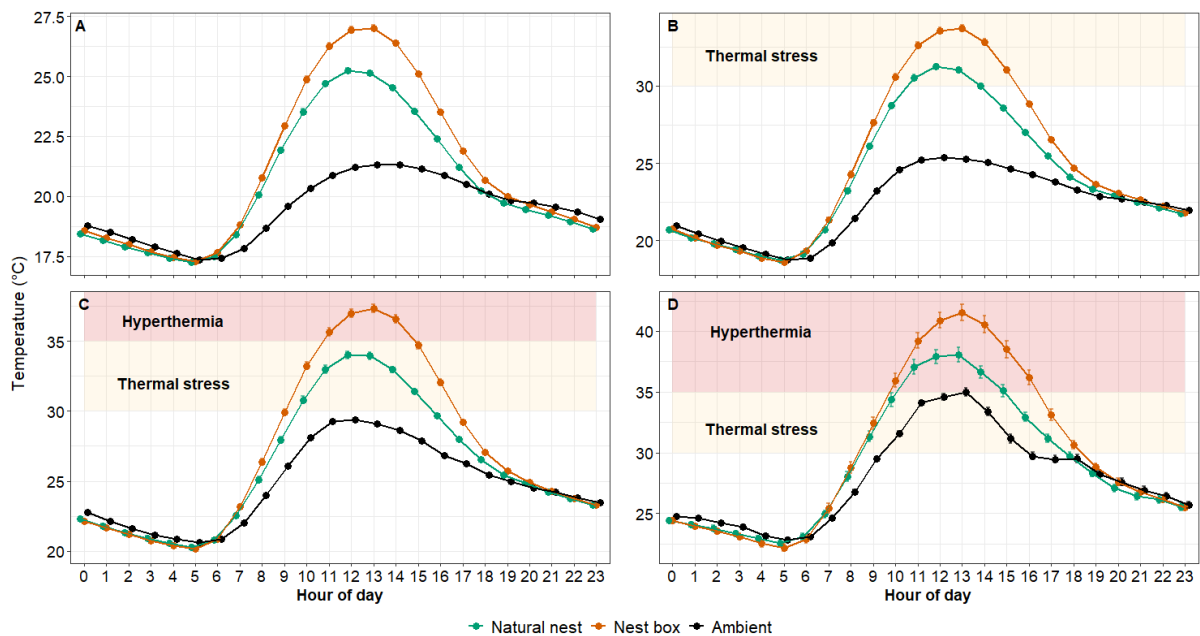 A
27.5
25.0
22.5
20.0
17.5
B
Thermal stress
30
25
20
Temperature (°C)
C
Hyperthermia
Thermal stress
35
30
25
20
0 1 2 3 4 5 6 7 8 9 10 11 12 13 14 15 16 17 18 19 20 21 22 23
Hour of day
D
Hyperthermia
Thermal stress
40
35
30
25
0 1 2 3 4 5 6 7 8 9 10 11 12 13 14 15 16 17 18 19 20 21 22 23
Hour of day
Natural nest Nest box Ambient